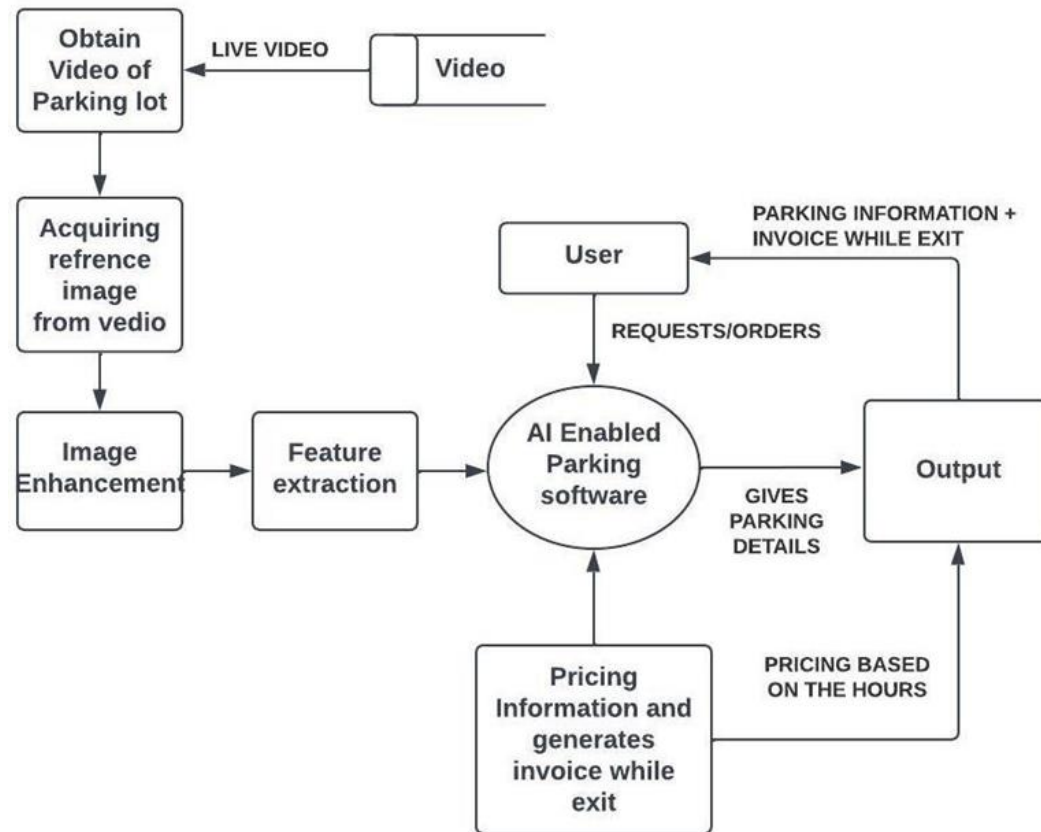 Obtain
Video of
Parking lot
LIVE VIDEO
Video
Acquiring
refrence
image
from vedio
User
PARKING INFORMATION +
INVOICE WHILE EXIT
REQUESTS/ORDERS
Image
Enhancement
Feature
extraction
AI Enabled
Parking
software
GIVES
PARKING
DETAILS
Output
Pricing
Information and
generates
invoice while
exit
PRICING BASED
ON THE HOURS